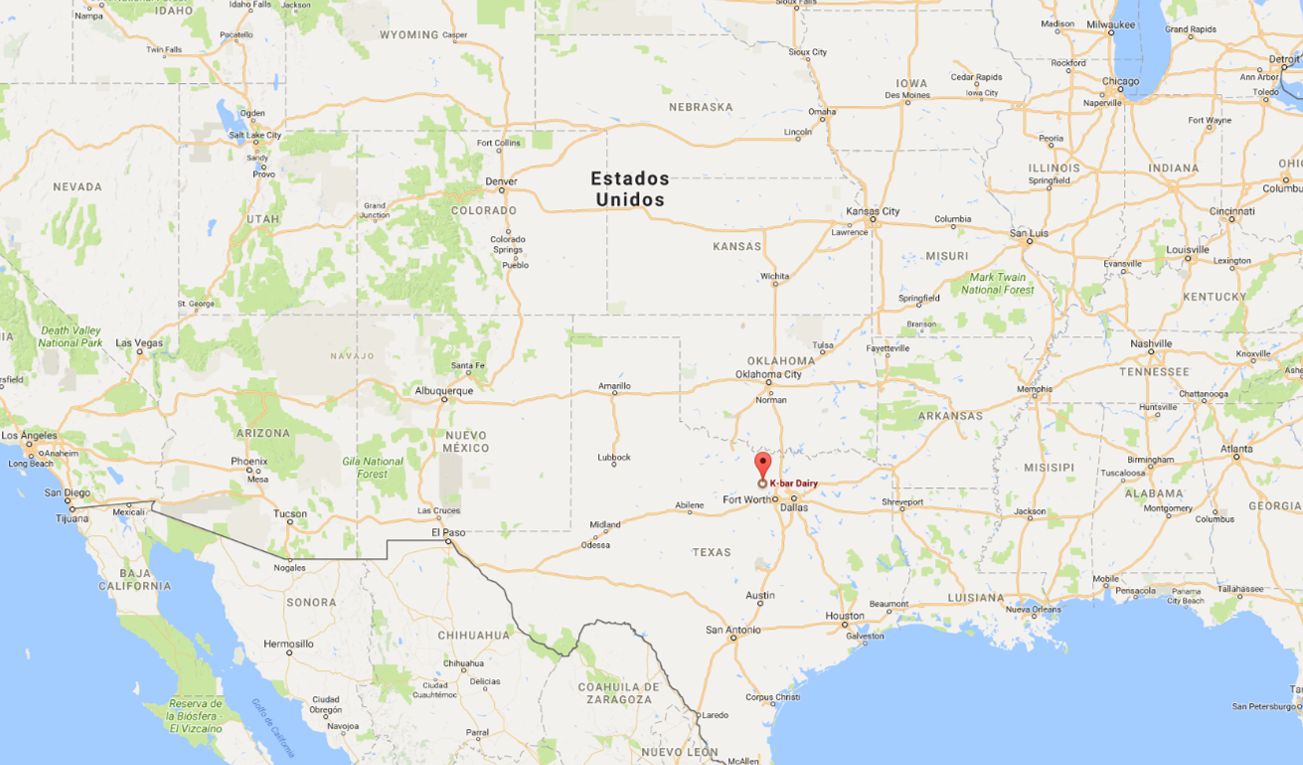 IDAHO
Idaho Falls
Jackson
Nampa
Pocatello
Twin Falls
WYOMING
Casper
Sioux Falls
Sioux City
Madison
Milwaukee
Grand Rapids
Rockford
Detroit
Ann Arbor
Toledo
IOWA
Cedar Rapids
Iowa City
Des Moines
Chicago
Naperville
NEBRASKA
Omaha
Lincoln
Ogden
Salt Lake City
Sandy
Provo
Fort Collins
Peoria
Fort Wayne
ILLINOIS
Springfield
INDIANA
OHIO
Columbu
NEVADA
Denver
Estados
Unidos
UTAH
Grand
Junction
COLORADO
Colorado
Springs
Pueblo
Kansas City
Lawrence
Columbia
San Luis
Cincinnati
KANSAS
MISURI
Louisville
Evansville
Lexington
Wichita
Mark Twain
National Forest
KENTUCKY
Springfield
Branson
St. George
Death Valley
National Park
Las Vegas
NAVAJO
Santa Fe
Albuquerque
Amarillo
OKLAHOMA
Tulsa
Oklahoma City
Norman
Fayetteville
Nashville
TENNESSEE
Knoxville
Memphis
Chattanooga
Huntsville
ARKANSAS
rsfield
Ashe
Los Ángeles
Anaheim
Long Beach
ARIZONA
Phoenix
Mesa
NUEVO
MÉXICO
Gila National
Forest
Lubbock
K-bar Dairy
Fort Worth
Dallas
Abilene
MISISIPI
Birmingham
Tuscaloosa
Atlanta
ALABAMA
Montgomery
Columbus
GEORGIA
San Diego
Tijuana
Mexicali
Tucson
Las Cruces
El Paso
Midland
Odessa
Shreveport
Jackson
TEXAS
Nogales
BAJA
CALIFORNIA
SONORA
Austin
LUISIANA
Mobile
Pensacola
Panama
City Beach
Tallahassee
Beaumont
Houston
Galveston
Nueva Orleans
San Antonio
Hermosillo
CHIHUAHUA
Chihuahua
Ciudad
Cuauhtémoc
Delicias
COAHUILA DE
ZARAGOZA
Corpus Christi
Laredo
Reserva de
la Biósfera -
El Vizcaíno
Golfo de California
Ciudad
Obregón
Navojoa
Parral
NUEVO LEÓN
McAllen
San Petersburgo
Ta